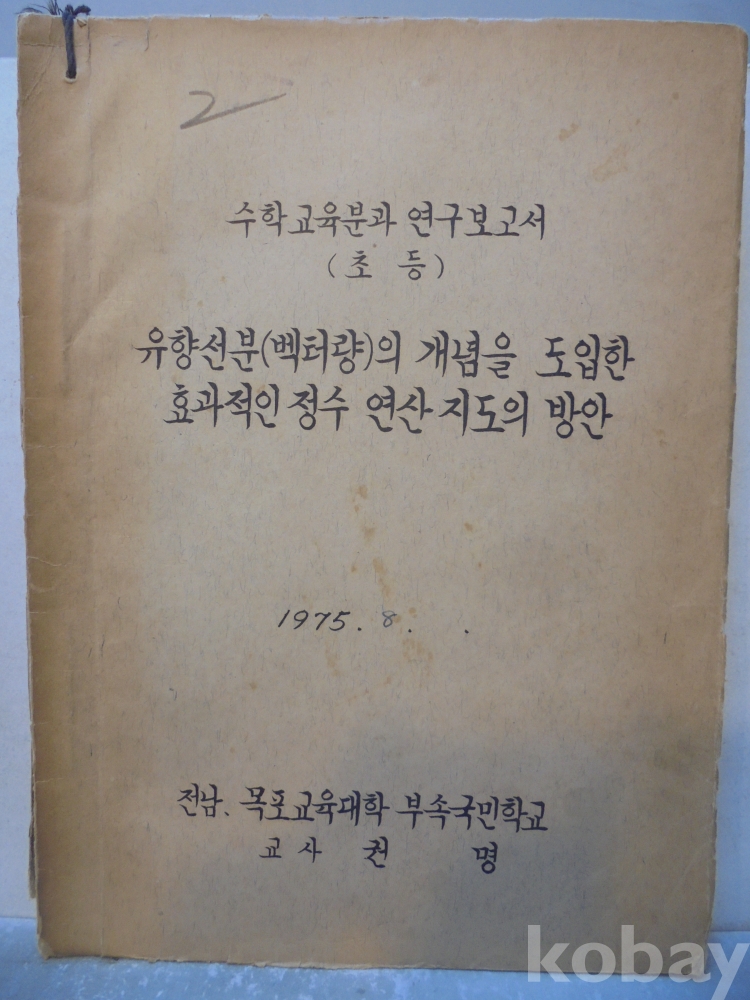 2
수학교육분과 연구보고서
(초 등)
유향선분(벡터량)의 개념을 도입한
효과적인 정수 연산 지도의 방안
1975. 8. .
전남. 목포교육대학 부속국민학교
교사 권 명
kobay